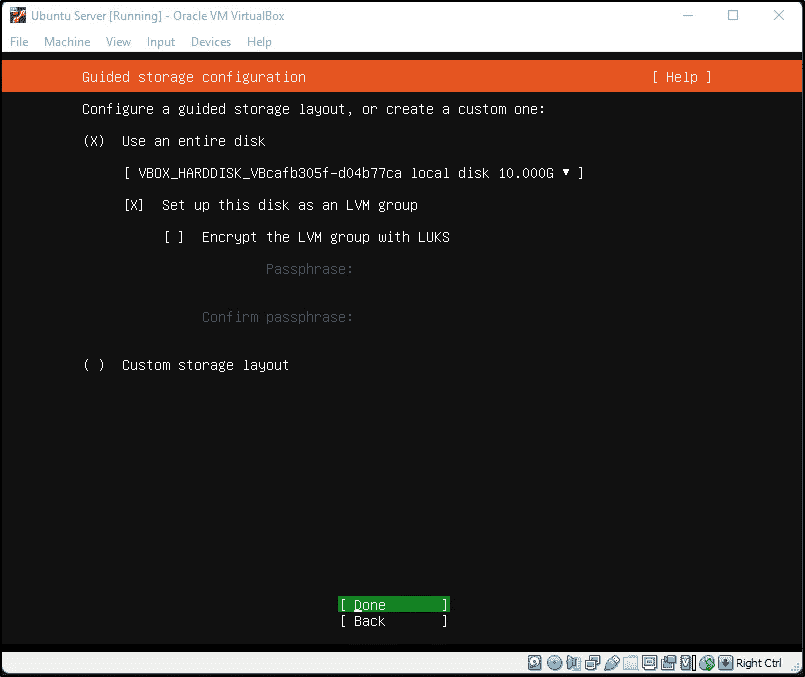 Ubuntu Server [Running] - Oracle VM VirtualBox
File Machine View Input Devices Help
Guided storage configuration [ Help ]
Configure a guided storage layout, or create a custom one:
(X) Use an entire disk
[ VBOX_HARDDISK_VBcafb305f-d04b77ca local disk 10.000G ▾ ]
[X] Set up this disk as an LVM group
[ ] Encrypt the LVM group with LUKS
Passphrase:
Confirm passphrase:
( ) Custom storage layout
[ Done ]
[ Back ]
Right Ctrl